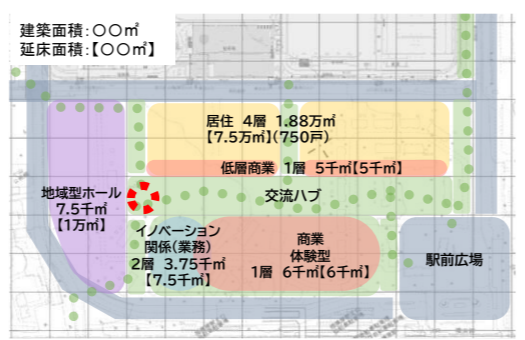 建築面積:〇〇㎡
延床面積:【〇〇㎡】
居住 4層 1.88万㎡
【7.5万㎡】(750戸)
低層商業 1層 5千㎡【5千㎡】
地域型ホール
7.5千㎡
【1万㎡】
交流ハブ
イノベーション
関係(業務)
2層 3.75千㎡
【7.5千㎡】
商業
体験型
1層 6千㎡【6千㎡】
駅前広場